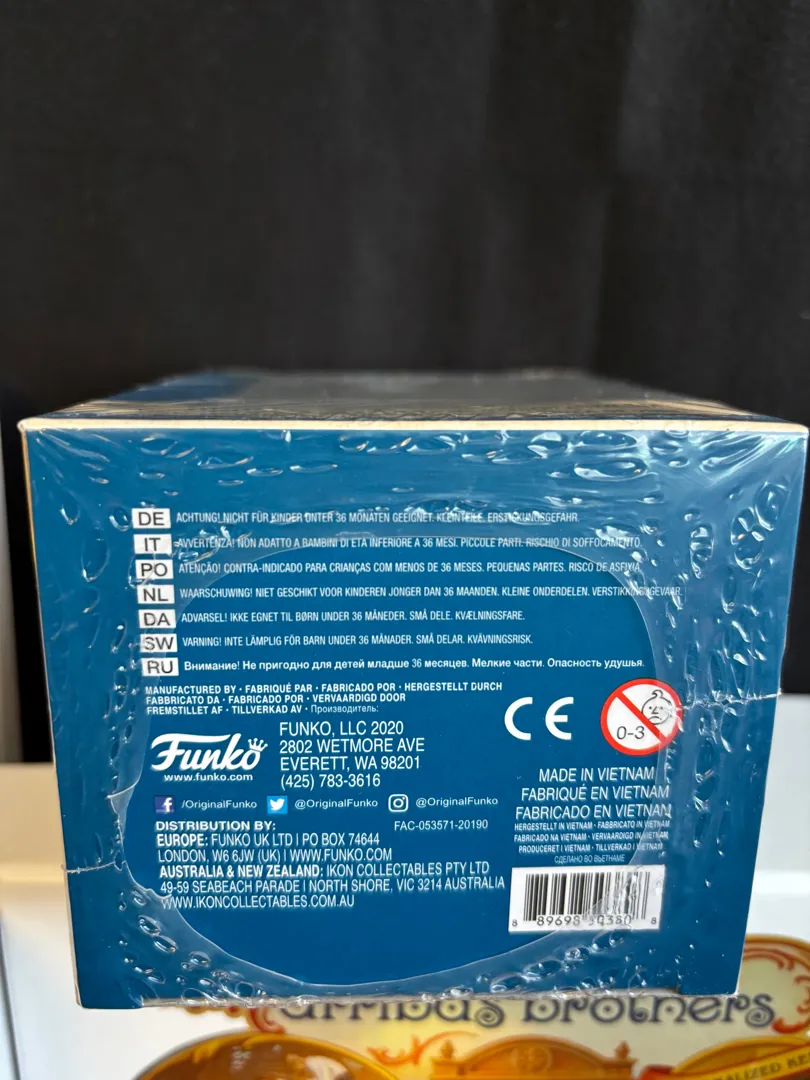 DE ACHTUNG! NICHT FÜR KINDER UNTER 36 MONATEN GEEIGNET. KLEINTEILE. ERSTICKUNGSGEFAHR.
IT AVVERTENZA! NON ADATTO A BAMBINI DI ETA INFERIORE A 36 MESI. PICCOLE PARTI. RISCHIO DI SOFFOCAMENTO.
PO ATENÇÃO! CONTRA-INDICADO PARA CRIANÇAS COM MENOS DE 36 MESES. PEQUENAS PARTES. RISCO DE ASFIXIA
NL WAARSCHUWING! NIET GESCHIKT VOOR KINDEREN JONGER DAN 36 MAANDEN. KLEINE ONDERDELEN. VERSTIKKINGSGEVAAR.
DA ADVARSEL! IKKE EGNET TIL BØRN UNDER 36 MÅNEDER. SMÅ DELE. KVÆLNINGSFARE.
SW VARNING! INTE LÄMPLIG FÖR BARN UNDER 36 MÅNADER. SMÅ DELAR. KVÄVNINGSRISK.
RU Внимание! Не пригодно для детей младше 36 месяцев. Мелкие части. Опасность удушья.
MANUFACTURED BY · FABRIQUÉ PAR · FABRICADO POR · HERGESTELLT DURCH
FABBRICATO DA · FABRICADO POR · VERVAARDIGD DOOR
FREMSTILLET AF · TILLVERKAD AV · Производитель:
Funko
www.funko.com
FUNKO, LLC 2020
2802 WETMORE AVE
EVERETT, WA 98201
(425) 783-3616
CE
0-3
/OriginalFunko @OriginalFunko @OriginalFunko
DISTRIBUTION BY:
FAC-053571-20190
EUROPE: FUNKO UK LTD | PO BOX 74644
LONDON, W6 6JW (UK) | WWW.FUNKO.COM
AUSTRALIA & NEW ZEALAND: IKON COLLECTABLES PTY LTD
49-59 SEABEACH PARADE | NORTH SHORE, VIC 3214 AUSTRALIA
WWW.IKONCOLLECTABLES.COM.AU
MADE IN VIETNAM
FABRIQUÉ EN VIETNAM
FABRICADO EN VIETNAM
HERGESTELLT IN VIETNAM · FABBRICATO IN VIETNAM
FABRICADO NA VIETNAM · VERVAARDIGD IN VIETNAM
PRODUCERET I VIETNAM · TILLVERKAD I VIETNAM
СДЕЛАНО ВО ВЬЕТНАМЕ
8 89698 8
arribas brothers